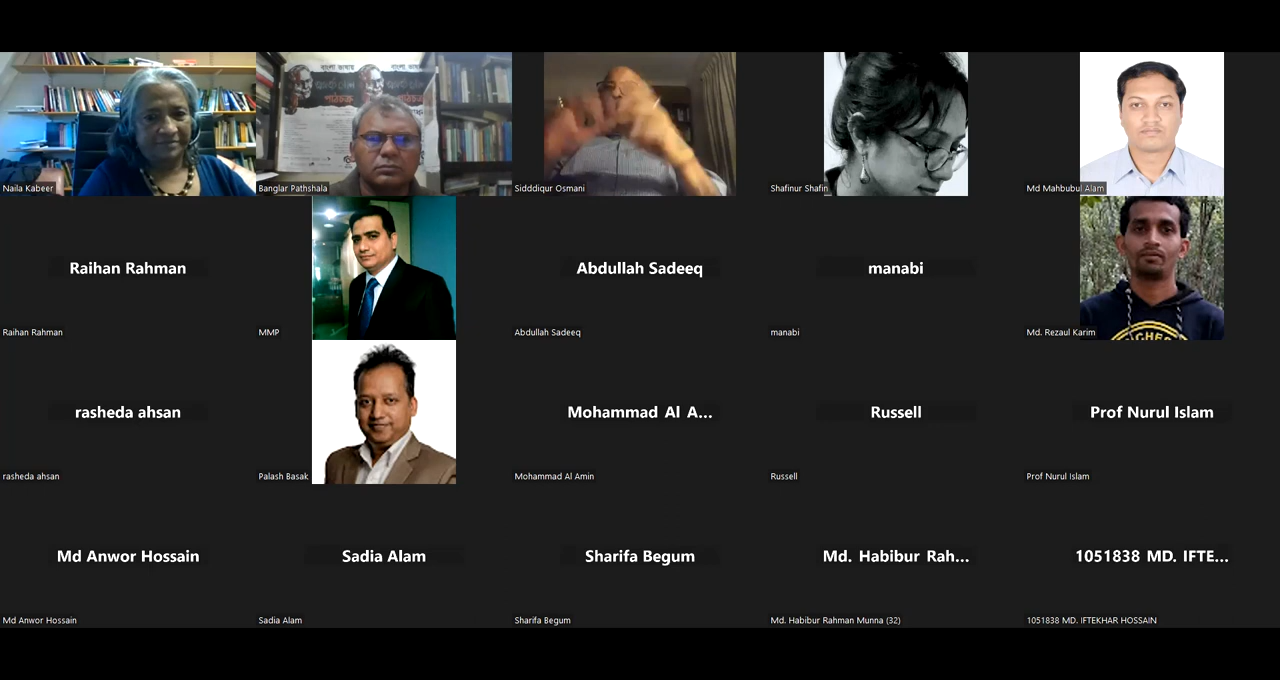 বাংলা ভাষায়
বাংলা ভাষায়
পাঠচক্র
Naila Kabeer
Banglar Pathshala
Sidddiqur Osmani
Shafinur Shafin
Md Mahbubul Alam
Raihan Rahman
Abdullah Sadeeq
manabi
Raihan Rahman
MMP
Abdullah Sadeeq
manabi
Md. Rezaul Karim
rasheda ahsan
Mohammad Al A...
Russell
Prof Nurul Islam
rasheda ahsan
Palash Basak
Mohammad Al Amin
Russell
Prof Nurul Islam
Md Anwor Hossain
Sadia Alam
Sharifa Begum
Md. Habibur Rah...
1051838 MD. IFTE...
Md Anwor Hossain
Sadia Alam
Sharifa Begum
Md. Habibur Rahman Munna (32)
1051838 MD. IFTEKHAR HOSSAIN